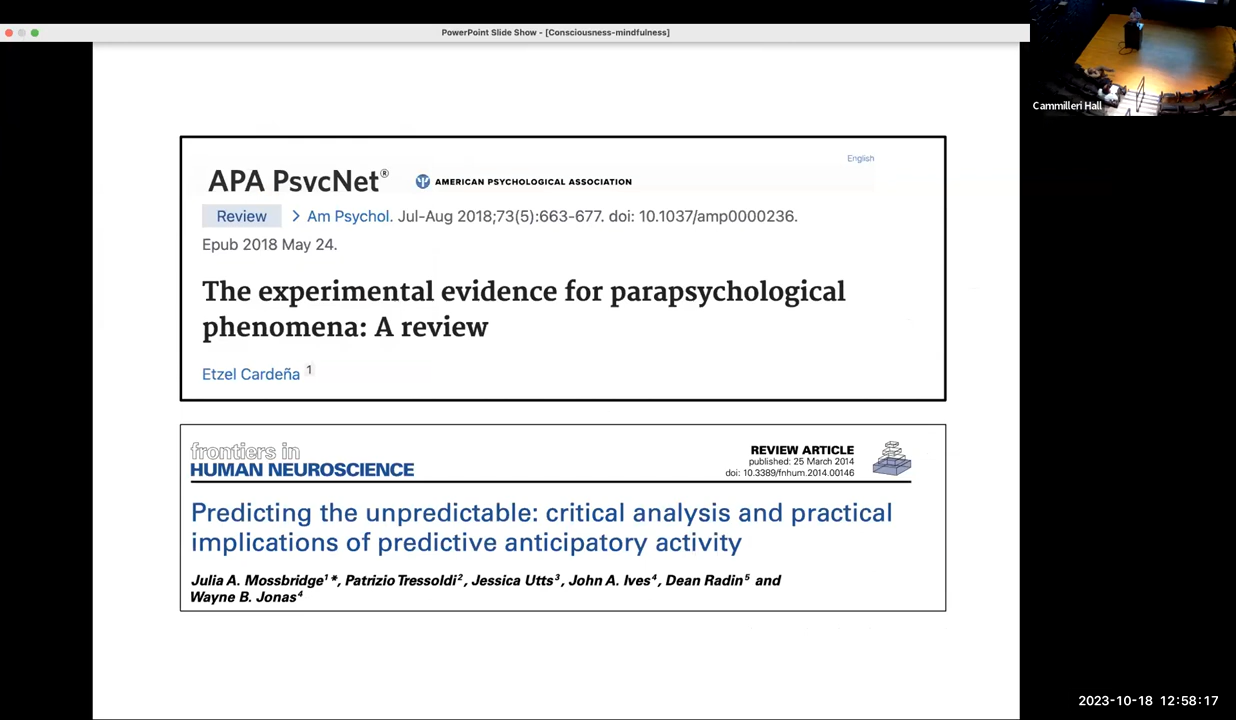 PowerPoint Slide Show - [Consciousness-mindfulness]
Cammilleri Hall
English
APA PsycNet®
AMERICAN PSYCHOLOGICAL ASSOCIATION
Review > Am Psychol. Jul-Aug 2018;73(5):663-677. doi: 10.1037/amp0000236.
Epub 2018 May 24.
The experimental evidence for parapsychological
phenomena: A review
Etzel Cardeña 1
frontiers in
HUMAN NEUROSCIENCE
REVIEW ARTICLE
published: 25 March 2014
doi: 10.3389/fnhum.2014.00146
Predicting the unpredictable: critical analysis and practical
implications of predictive anticipatory activity
Julia A. Mossbridge1*, Patrizio Tressoldi2, Jessica Utts3, John A. Ives4, Dean Radin5 and
Wayne B. Jonas4
2023-10-18 12:58:17